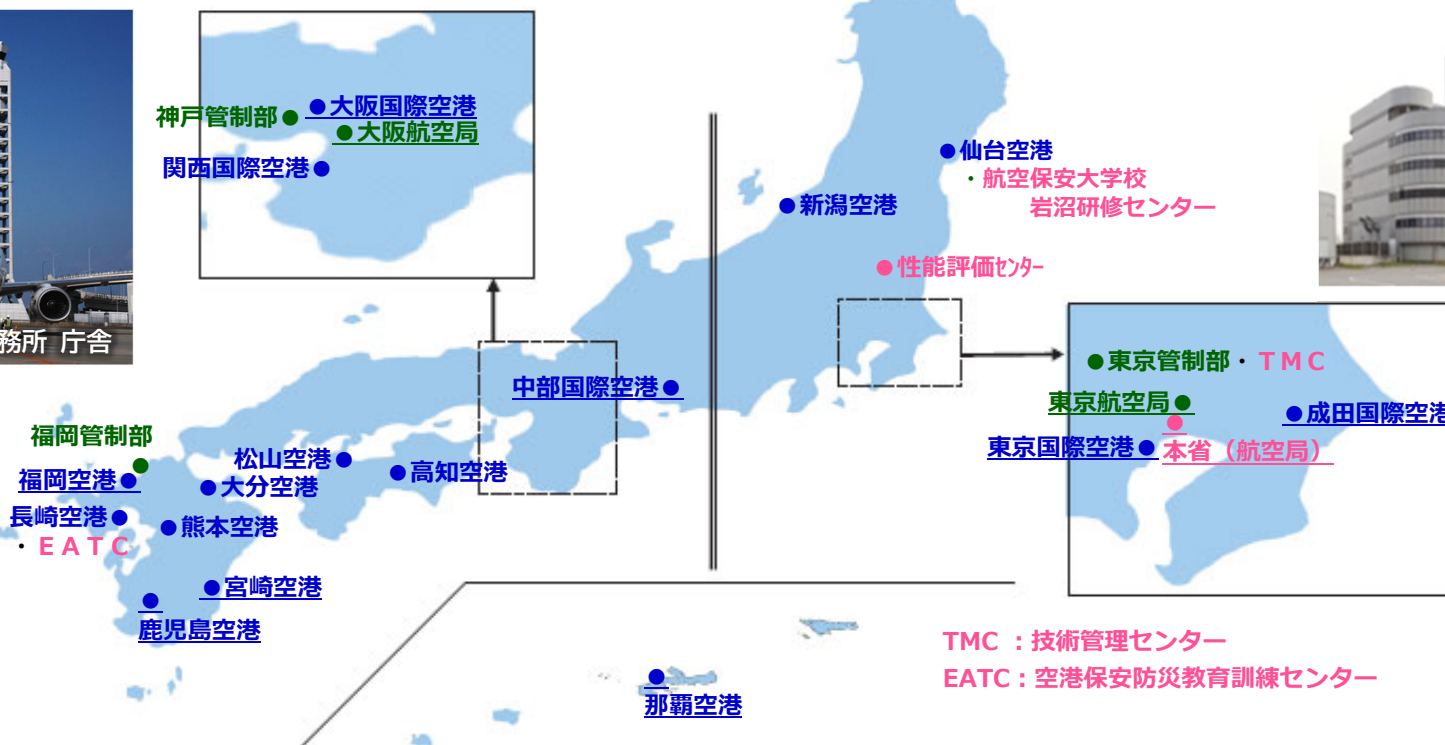 務所 庁舎
神戸管制部
大阪国際空港
大阪航空局
関西国際空港
仙台空港
・航空保安大学校
岩沼研修センター
新潟空港
性能評価ｾﾝﾀｰ
東京管制部・ＴＭＣ
東京航空局
成田国際空港
東京国際空港
本省（航空局）
中部国際空港
福岡管制部
福岡空港
松山空港
高知空港
大分空港
長崎空港
・ＥＡＴＣ
熊本空港
宮崎空港
鹿児島空港
那覇空港
TMC ：技術管理センター
EATC：空港保安防災教育訓練センター